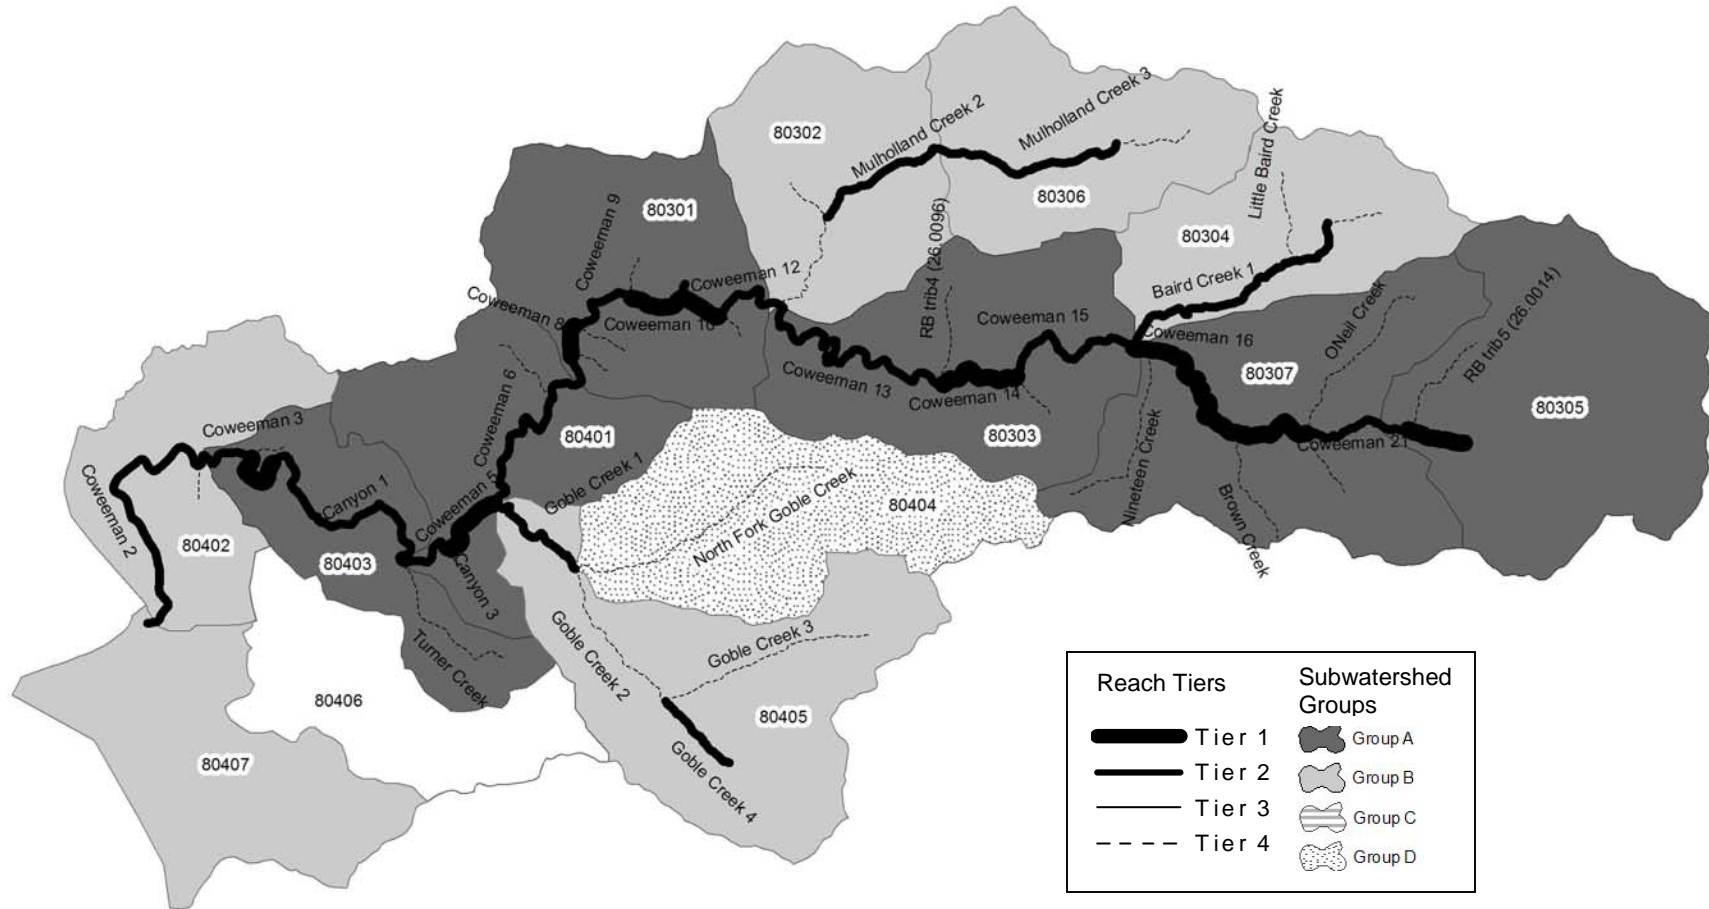 80302
Mulholland Creek 2
Mulholland Creek 3
80306
Little Baird Creek
80301
Coweeman 9
80304
RB trib4 (26.0096)
Baird Creek 1
Coweeman 12
Coweeman 8
Coweeman 10
Coweeman 15
Coweeman 16
ONeil Creek
RB trib5 (26.0014)
80307
80305
Coweeman 13
Coweeman 14
80303
Coweeman 21
Coweeman 6
80401
Coweeman 3
Coweeman 2
Canyon 1
Coweeman 5
Goble Creek 1
North Fork Goble Creek
80404
Nineteen Creek
Brown Creek
80402
80403
Canyon 3
Turner Creek
Goble Creek 2
Goble Creek 3
80406
80405
80407
Goble Creek 4
Reach Tiers
Tier 1
Tier 2
Tier 3
Tier 4
Subwatershed
Groups
Group A
Group B
Group C
Group D